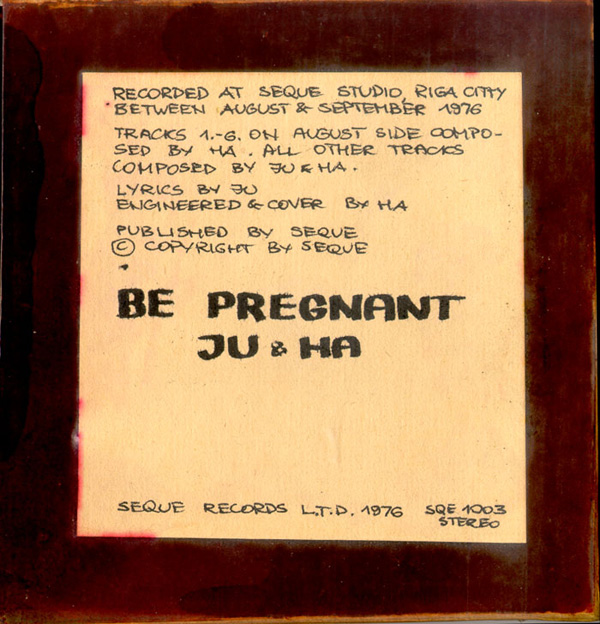 RECORDED AT SEQUE STUDIO, RIGA CITTY
BETWEEN AUGUST & SEPTEMBER 1976
TRACKS 1.-6. ON AUGUST SIDE COMPO-
SED BY HA. ALL OTHER TRACKS
COMPOSED BY JU & HA.
LYRICS BY JU
ENGINEERED & COVER BY HA
PUBLISHED BY SEQUE
© COPYRIGHT BY SEQUE
BE PREGNANT
JU & HA
SEQUE RECORDS L.T.D. 1976 SQE 1003
STEREO